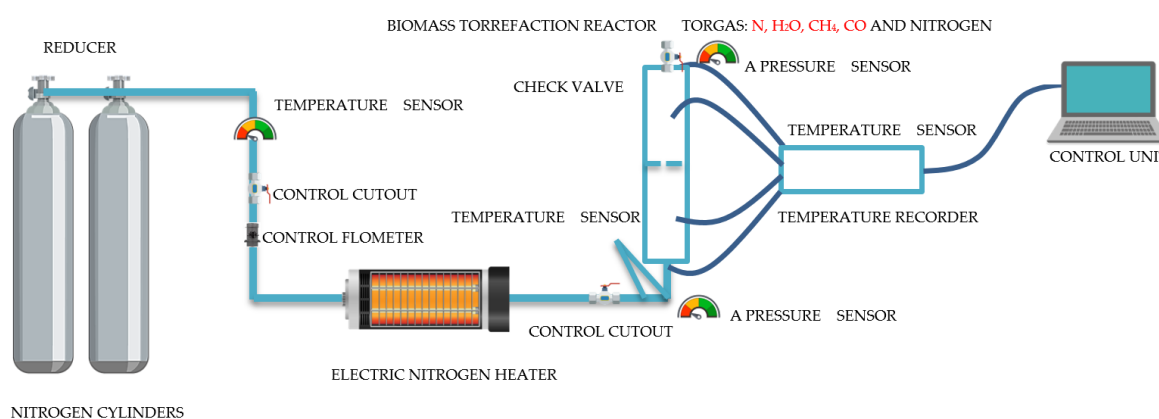 BIOMASS TORREFACTION REACTOR
TORGAS: N, H₂O, CH₄, CO AND NITROGEN
REDUCER
A PRESSURE SENSOR
CHECK VALVE
TEMPERATURE SENSOR
TEMPERATURE SENSOR
CONTROL UNIT
CONTROL CUTOUT
TEMPERATURE SENSOR
TEMPERATURE RECORDER
CONTROL FLOMETER
A PRESSURE SENSOR
CONTROL CUTOUT
ELECTRIC NITROGEN HEATER
NITROGEN CYLINDERS